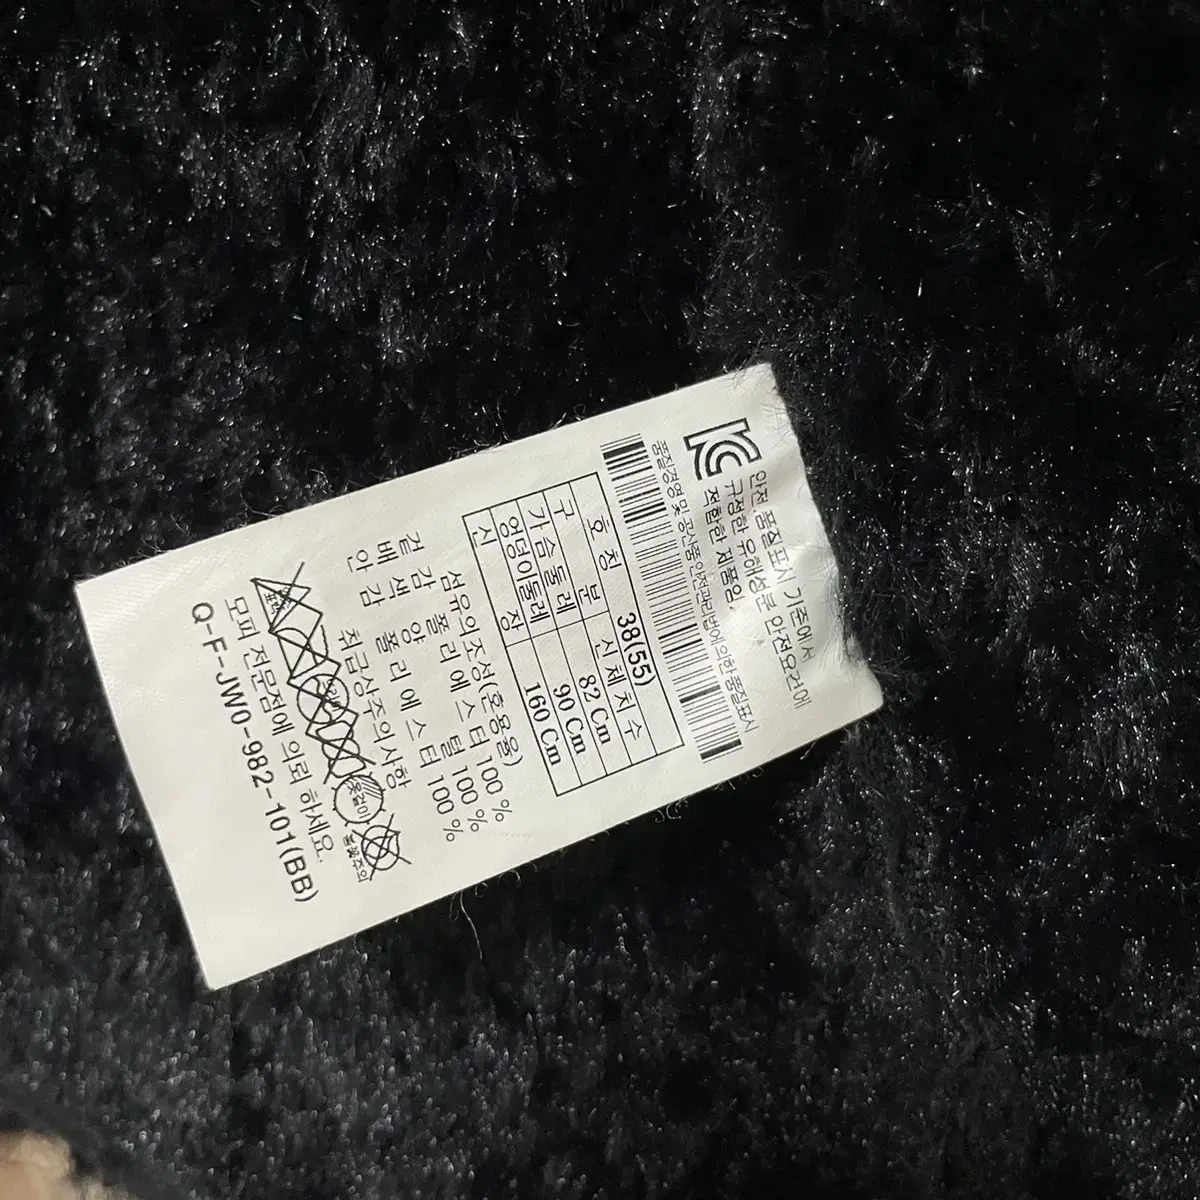 안전 품질표시 기준에서
규정한 유해성분 안전요건에
적합한 제품임
품질경영 및 공산품안전관리법에의한 품질표시
호칭 38(55)
구분 신체치수
가슴둘레 82 Cm
엉덩이둘레 90 Cm
신장 160 Cm
섬유의조성(혼용율)
겉감 폴리에스터 100 %
배색 양털 100 %
안감 폴리에스터 100 %
취급상주의사항
옷걸이
모피 전문점에 의뢰 하세요.
Q-F-JW0-982-101(BB)